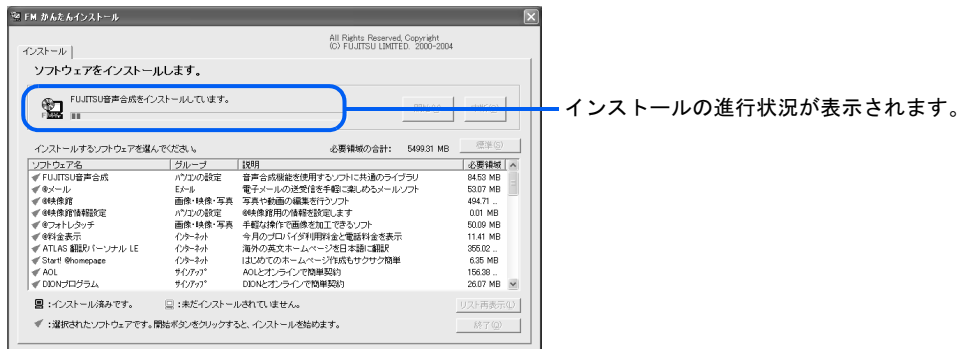 FM かんたんインストール
All Rights Reserved, Copyright
(C) FUJITSU LIMITED. 2000-2004
インストール
ソフトウェアをインストールします。
FUJITSU音声合成をインストールしています。
インストールの進行状況が表示されます。
インストールするソフトウェアを選んでください。 必要領域の合計: 5499.31 MB 標準(S)
ソフトウェア名 グループ 説明 必要領域
FUJITSU音声合成 パソコンの設定 音声合成機能を使用するソフトに共通のライブラリ 84.53 MB
@メール Eメール 電子メールの送受信を手軽に楽しめるメールソフト 53.07 MB
@映像館 画像・映像・写真 写真や動画の編集を行うソフト 494.71 ...
@映像館情報設定 パソコンの設定 @映像館用の情報を設定します 0.01 MB
@フォトレタッチ 画像・映像・写真 手軽な操作で画像を加工できるソフト 50.09 MB
@料金表示 インターネット 今月のプロバイダ利用料金と電話料金を表示 11.41 MB
ATLAS 翻訳パーソナル LE インターネット 海外の英文ホームページを日本語に翻訳 355.02 ...
Start! @homepage インターネット はじめてのホームページ作成もサクサク簡単 6.35 MB
AOL サインアップ AOLとオンラインで簡単契約 156.38 ...
DIONプログラム サインアップ DIONとオンラインで簡単契約 26.07 MB
:インストール済みです。 :未だインストールされていません。 リスト再表示(L)
:選択されたソフトウェアです。開始ボタンをクリックすると、インストールを始めます。 終了(Q)